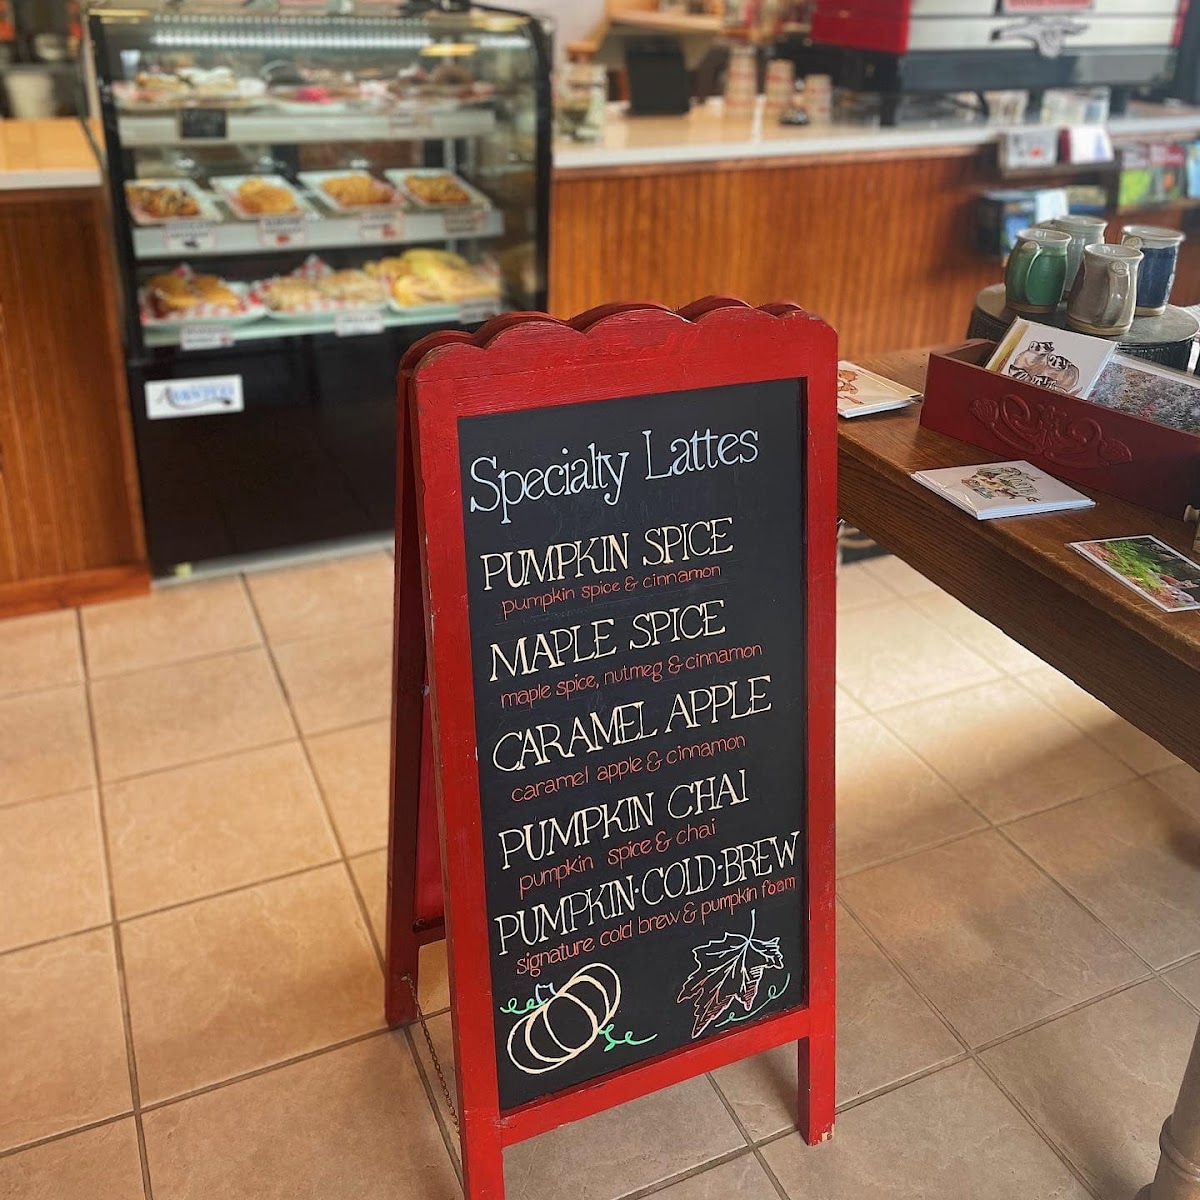 Specialty Lattes
PUMPKIN SPICE
pumpkin spice & cinnamon
MAPLE SPICE
maple spice, nutmeg & cinnamon
CARAMEL APPLE
caramel apple & cinnamon
PUMPKIN CHAI
pumpkin spice & chai
PUMPKIN·COLD·BREW
signature cold brew & pumpkin foam